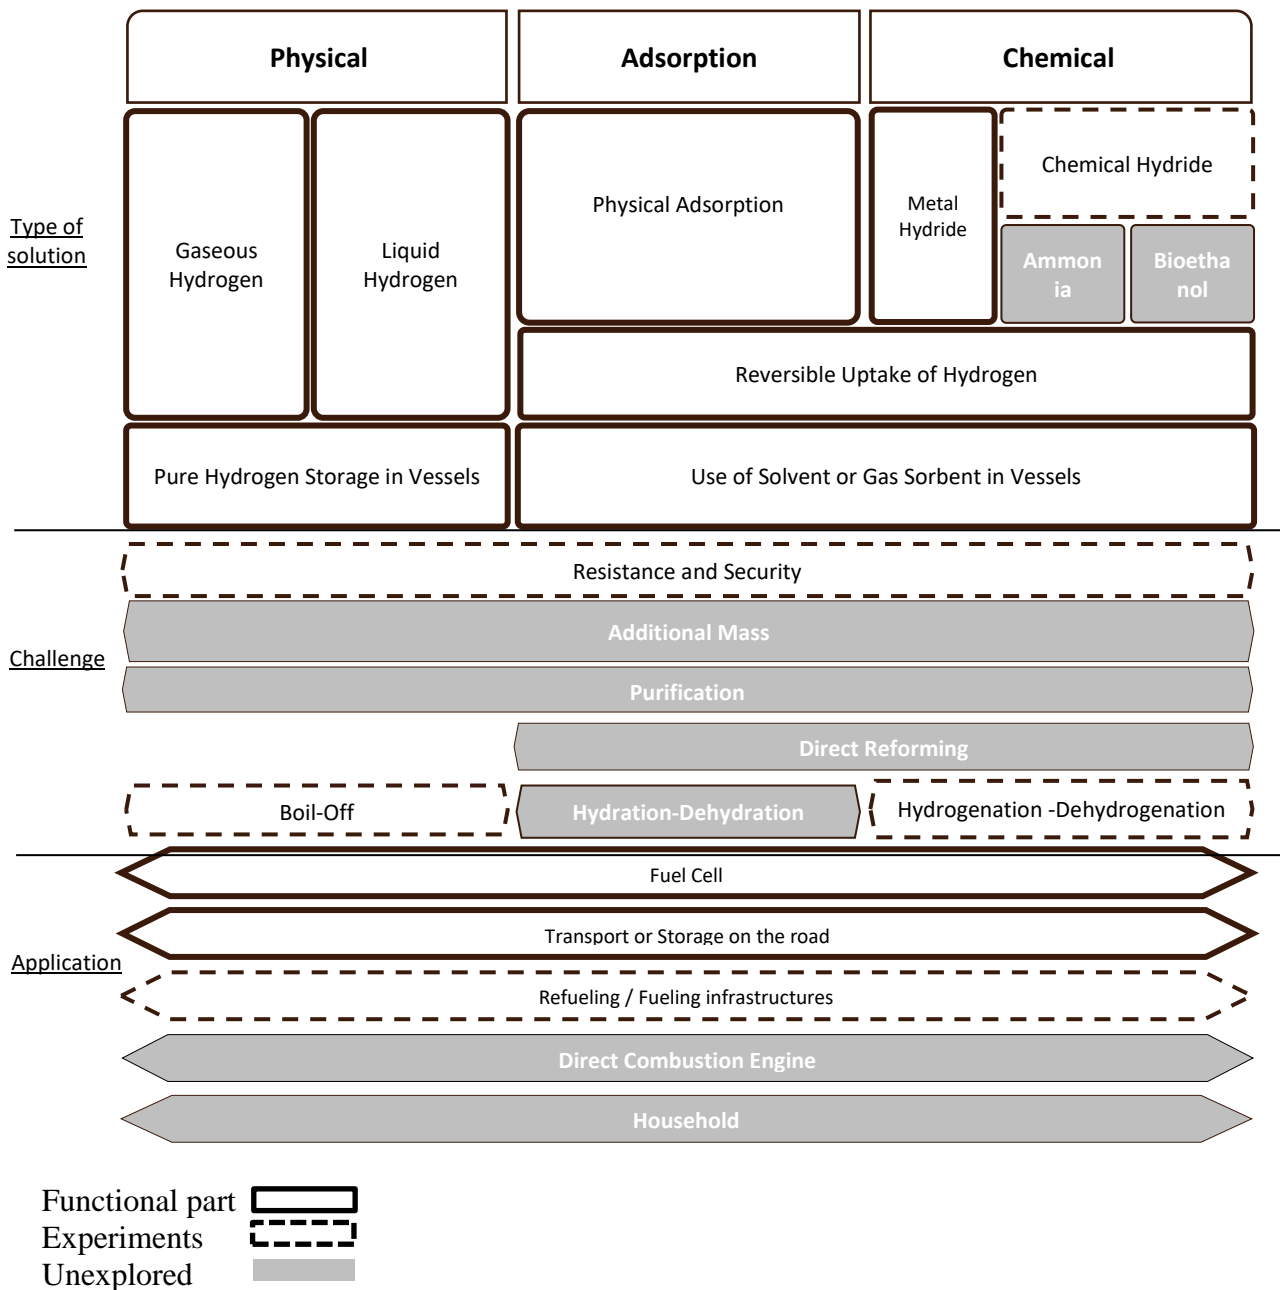 Physical
Adsorption
Chemical
Type of
solution
Gaseous
Hydrogen
Liquid
Hydrogen
Physical Adsorption
Metal
Hydride
Chemical Hydride
Ammon
ia
Bioetha
nol
Reversible Uptake of Hydrogen
Pure Hydrogen Storage in Vessels
Use of Solvent or Gas Sorbent in Vessels
Challenge
Resistance and Security
Additional Mass
Purification
Direct Reforming
Boil-Off
Hydration-Dehydration
Hydrogenation -Dehydrogenation
Application
Fuel Cell
Transport or Storage on the road
Refueling / Fueling infrastructures
Direct Combustion Engine
Household
Functional part
Experiments
Unexplored